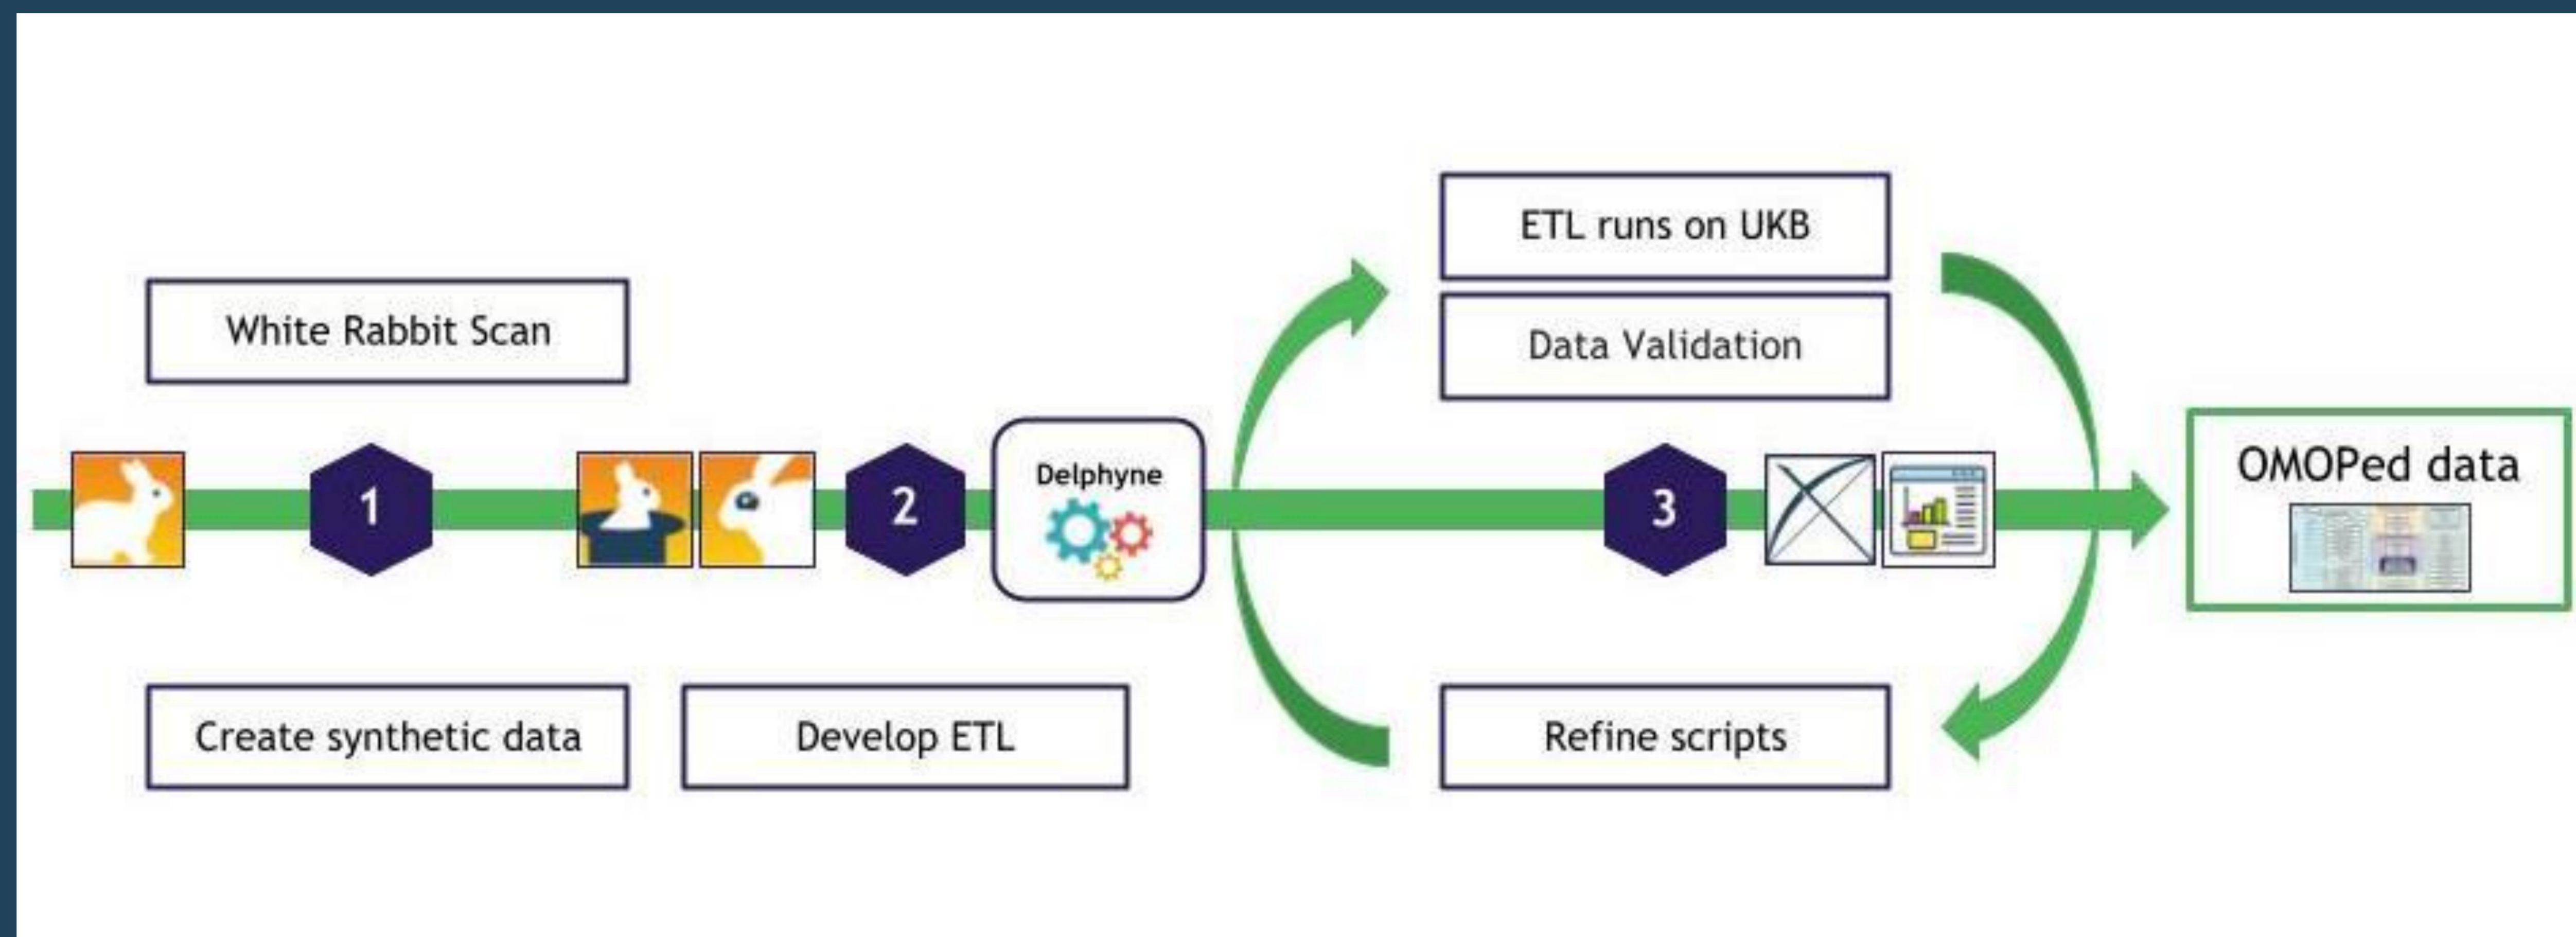 White Rabbit Scan
1
Create synthetic data
2
Develop ETL
Delphyne
ETL runs on UKB
Data Validation
3
Refine scripts
OMOPed data